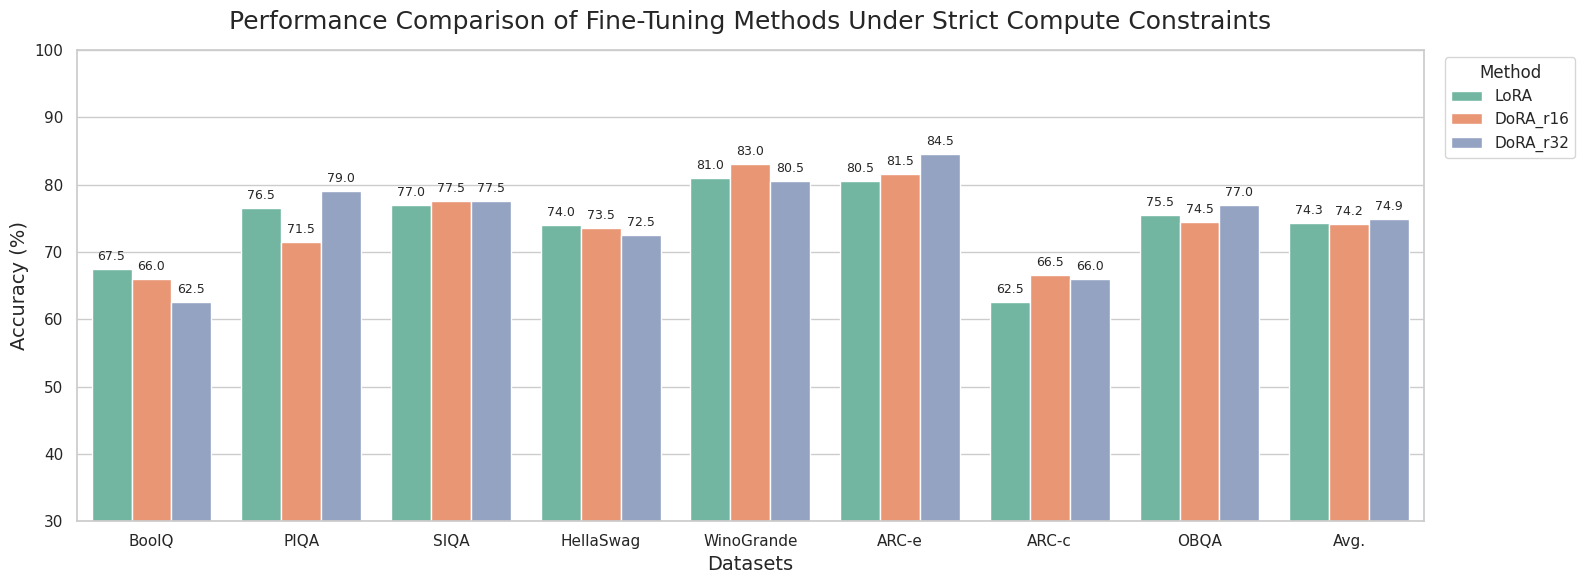 Performance Comparison of Fine-Tuning Methods Under Strict Compute Constraints
Accuracy (%)
100
90
80
70
60
50
40
30
67.5 66.0 62.5
76.5 71.5 79.0
77.0 77.5 77.5
74.0 73.5 72.5
81.0 83.0 80.5
80.5 81.5 84.5
62.5 66.5 66.0
75.5 74.5 77.0
74.3 74.2 74.9
BoolQ PIQA SIQA HellaSwag WinoGrande ARC-e ARC-c OBQA Avg.
Datasets
Method
LoRA
DoRA_r16
DoRA_r32